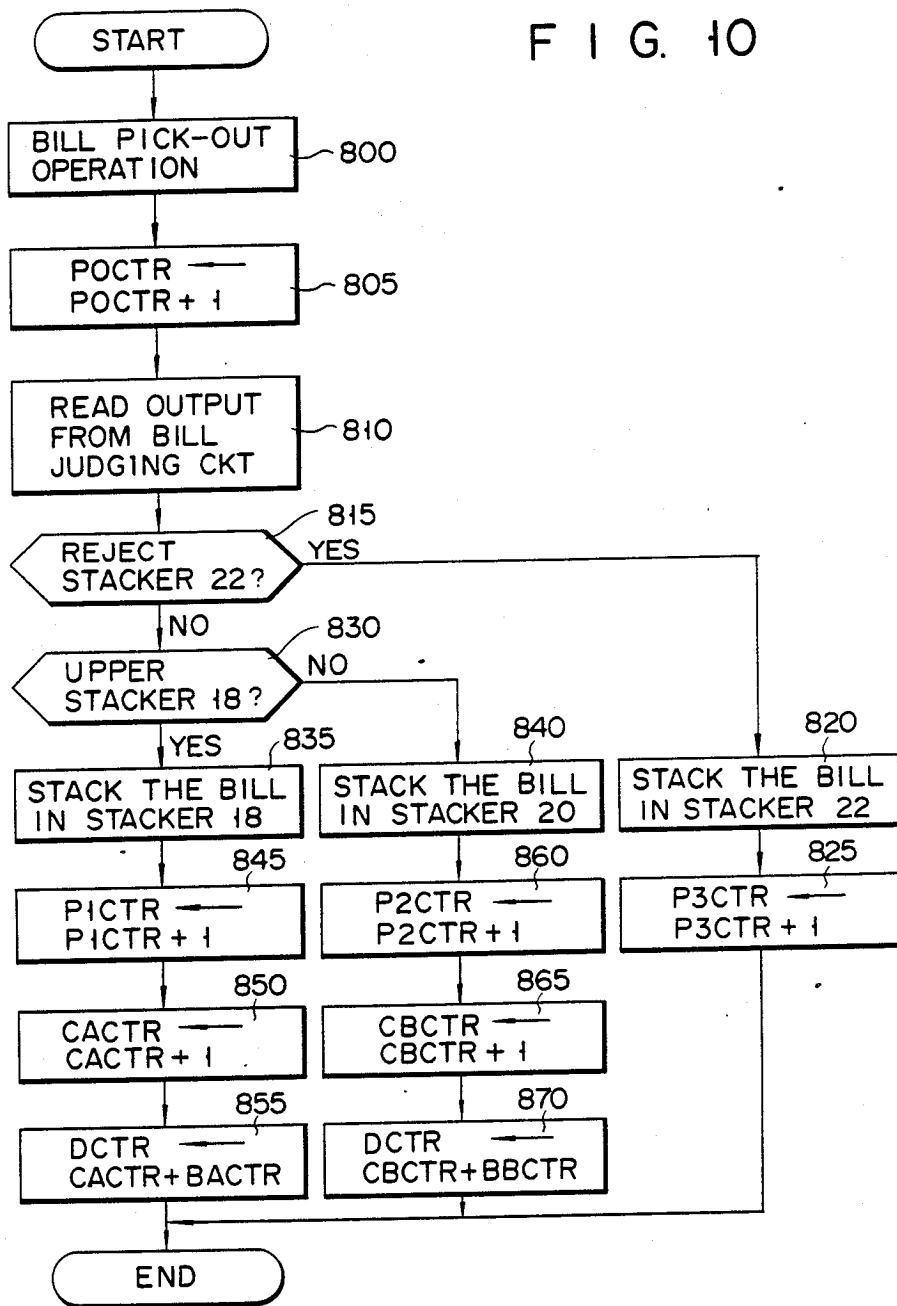 START
F I G. 10
BILL PICK-OUT
OPERATION
800
POCTR ←
POCTR + 1
805
READ OUTPUT
FROM BILL
JUDGING CKT
810
815
REJECT
STACKER 22?
YES
NO
830
UPPER
STACKER 18?
NO
YES
835
STACK THE BILL
IN STACKER 18
840
STACK THE BILL
IN STACKER 20
820
STACK THE BILL
IN STACKER 22
845
P1CTR ←
P1CTR + 1
860
P2CTR ←
P2CTR + 1
825
P3CTR ←
P3CTR + 1
850
CACTR ←
CACTR + 1
865
CBCTR ←
CBCTR + 1
855
DCTR ←
CACTR + BACTR
870
DCTR ←
CBCTR + BBCTR
END